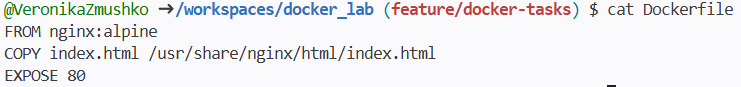 @VeronikaZmushko ➜/workspaces/docker_lab (feature/docker-tasks) $ cat Dockerfile
FROM nginx:alpine
COPY index.html /usr/share/nginx/html/index.html
EXPOSE 80